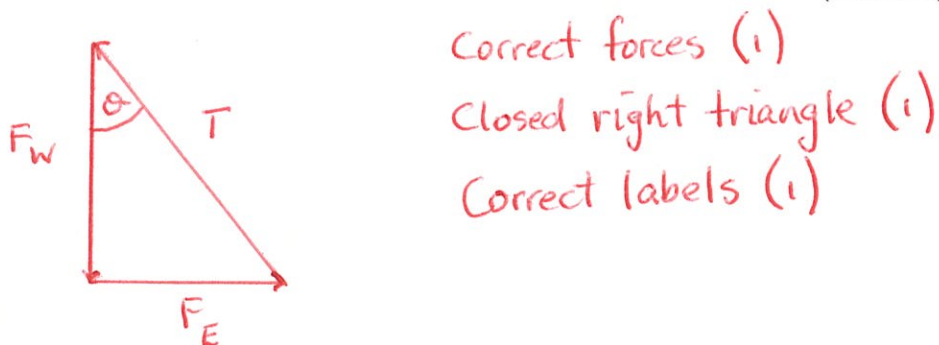 Correct forces (1)
θ
F_W
T
Closed right triangle (1)
Correct labels (1)
F_E